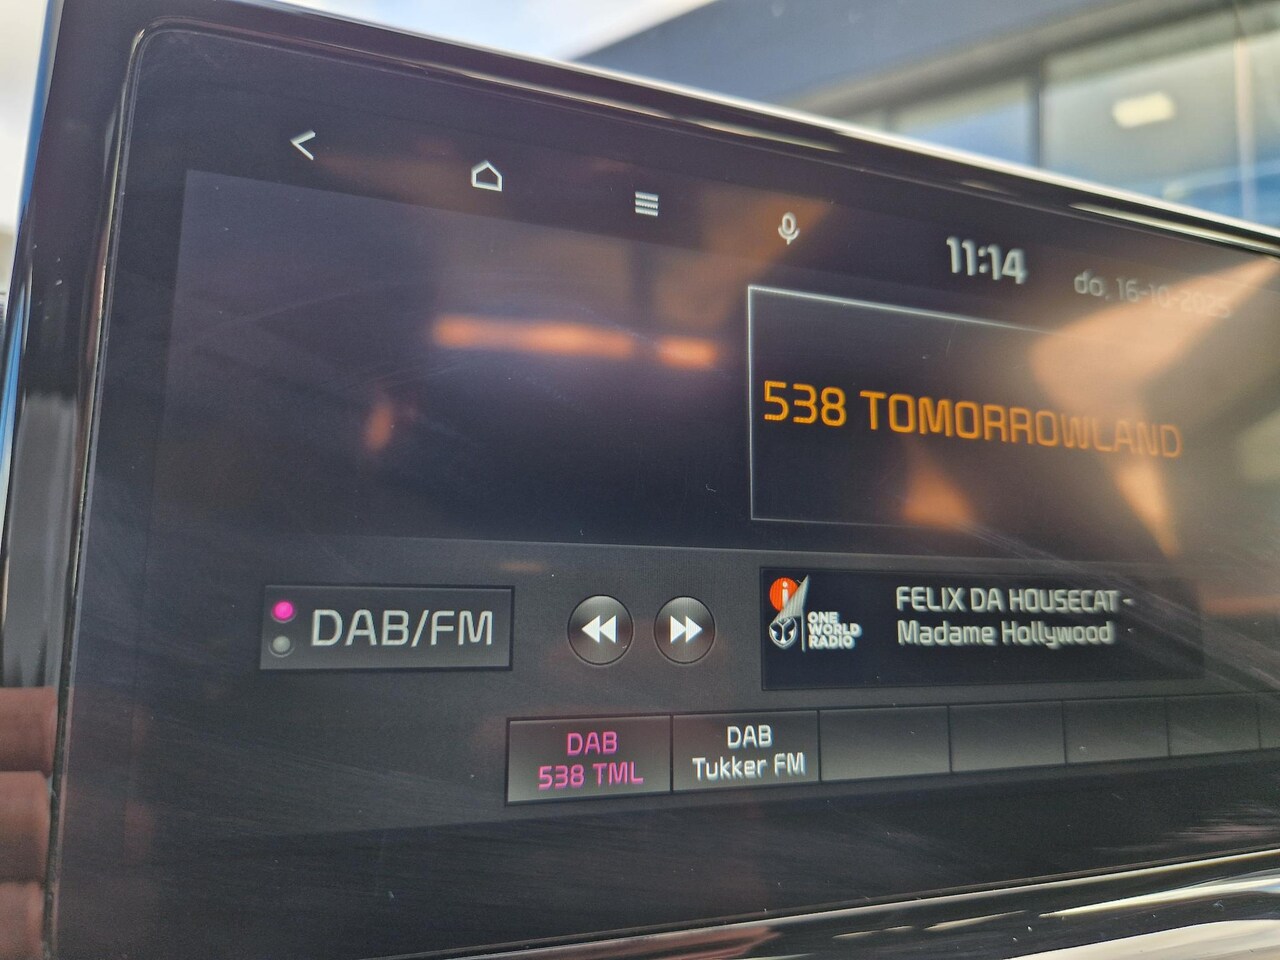 11:14
do, 16-10-2025
538 TOMORROWLAND
DAB/FM
i
ONE
WORLD
RADIO
FELIX DA HOUSECAT -
Madame Hollywood
DAB
538 TML
DAB
Tukker FM